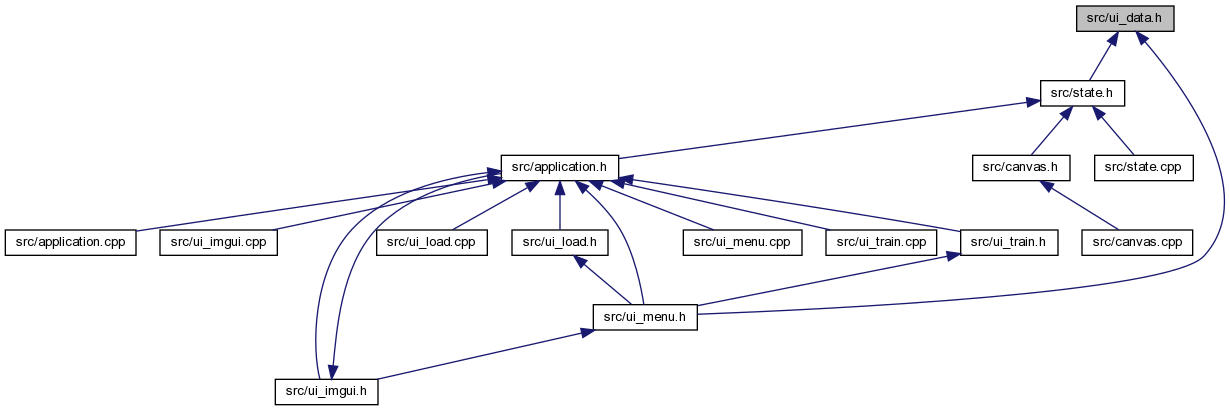 src/ui_data.h
src/state.h
src/application.h
src/canvas.h
src/state.cpp
src/application.cpp
src/ui_imgui.cpp
src/ui_load.cpp
src/ui_load.h
src/ui_menu.cpp
src/ui_train.cpp
src/ui_train.h
src/canvas.cpp
src/ui_menu.h
src/ui_imgui.h